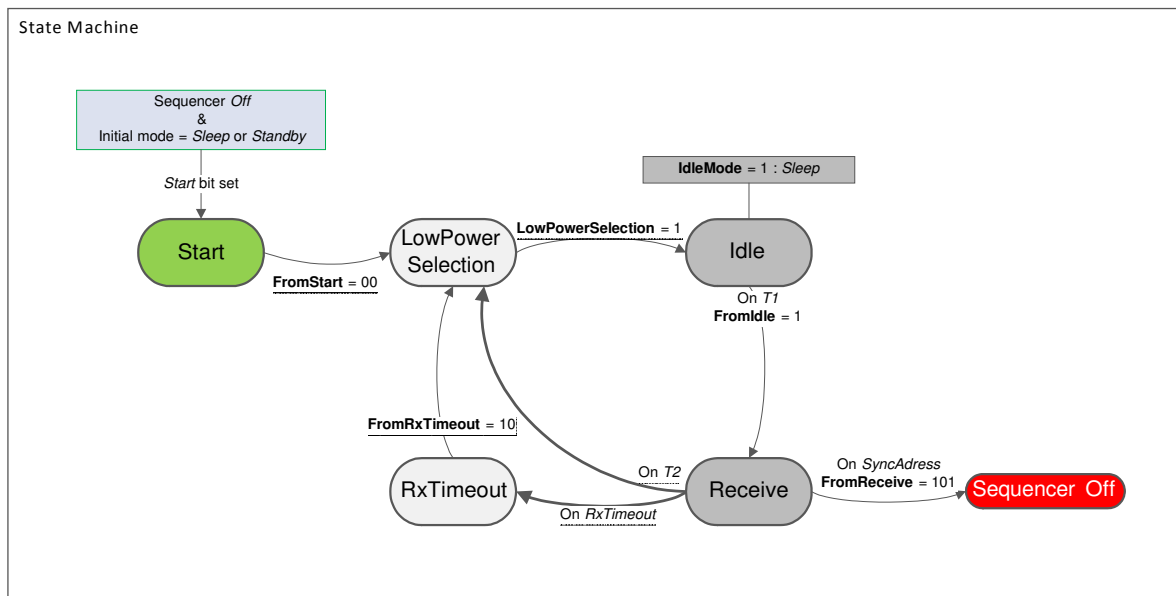 State Machine
Sequencer Off
&
Initial mode = Sleep or Standby
Start bit set
IdleMode = 1 : Sleep
Start
FromStart = 00
LowPower
Selection
LowPowerSelection = 1
Idle
On T1
FromIdle = 1
FromRxTimeout = 10
RxTimeout
On T2
On RxTimeout
Receive
On SyncAdress
FromReceive = 101
Sequencer Off